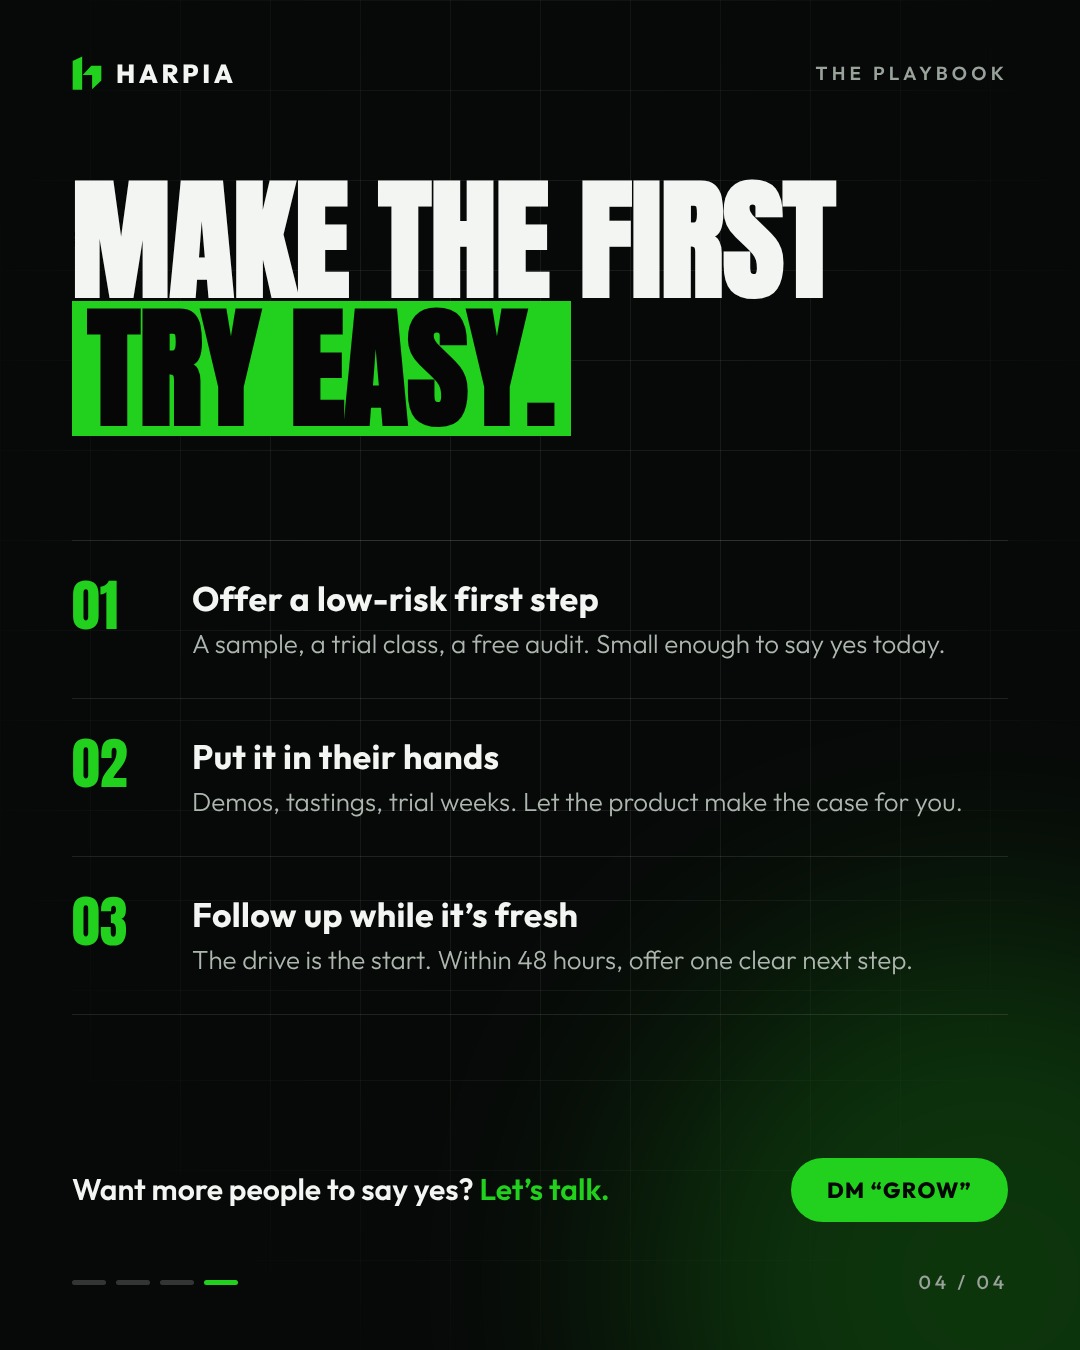 HARPIA
THE PLAYBOOK
MAKE THE FIRST
TRY EASY.
01
Offer a low-risk first step
A sample, a trial class, a free audit. Small enough to say yes today.
02
Put it in their hands
Demos, tastings, trial weeks. Let the product make the case for you.
03
Follow up while it’s fresh
The drive is the start. Within 48 hours, offer one clear next step.
Want more people to say yes? Let’s talk.
DM “GROW”
04 / 04